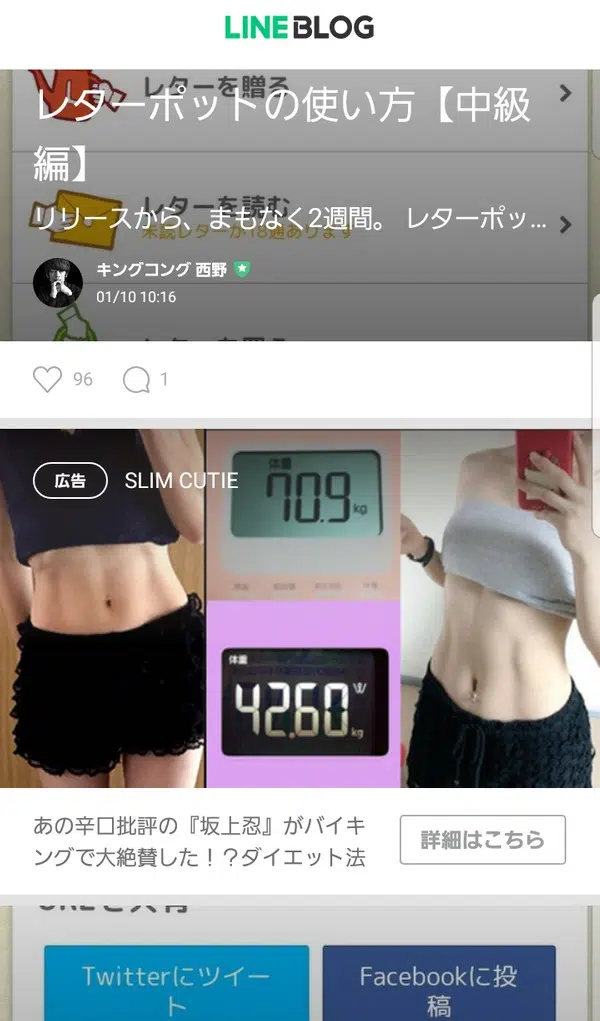 LINE BLOG
レターを贈る
レターポットの使い方【中級
編】
レターを読む
リリースから、まもなく2週間。 レターポッ...
未読レターが18通あります
キングコング 西野
01/10 10:16
96
1
広告
SLIM CUTIE
体重
70.9
kg
体重
42.60
kg
あの辛口批評の『坂上忍』がバイキ
ングで大絶賛した！？ダイエット法
詳細はこちら
Twitterにツイー
ト
Facebookに投
稿